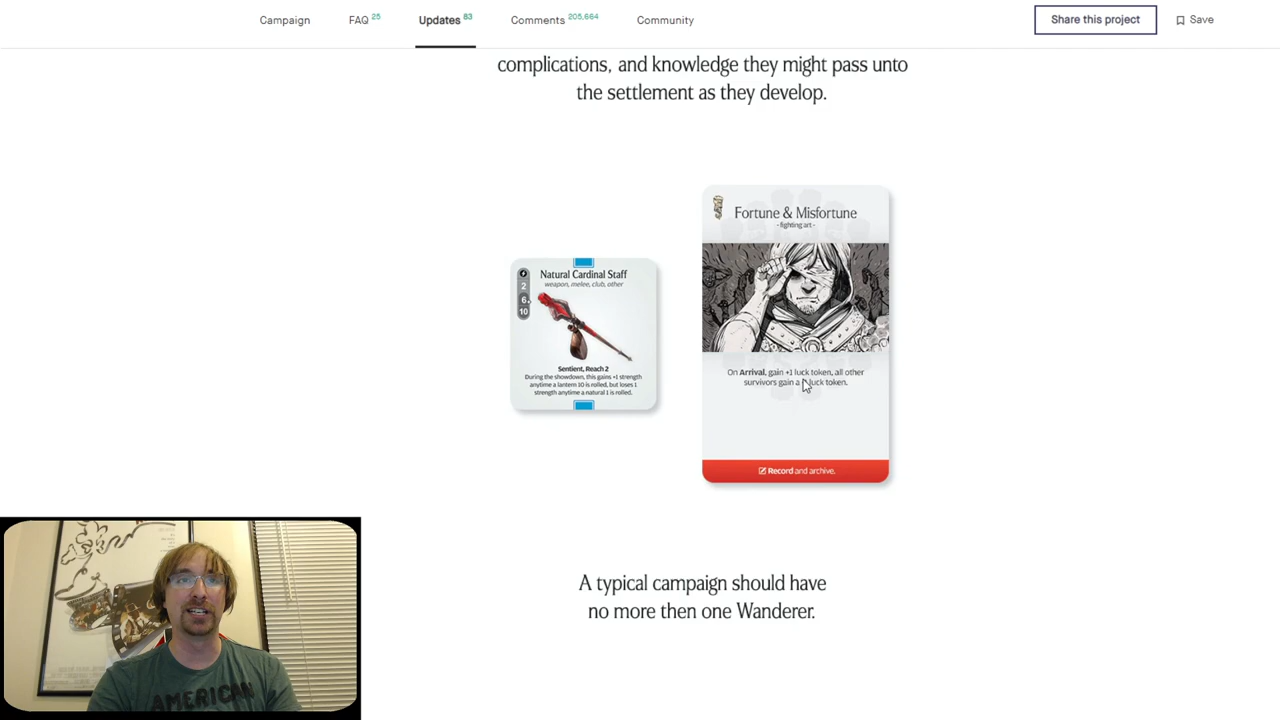 Campaign
FAQ 25
Updates 83
Comments 205,664
Community
Share this project
Save
complications, and knowledge they might pass unto
the settlement as they develop.
Natural Cardinal Staff
weapon, melee, club, other
2
6
10
Sentient, Reach 2
During the showdown, this gains +1 strength
anytime a lantern 10 is rolled, but loses 1
strength anytime a natural 1 is rolled.
Fortune & Misfortune
- fighting art -
On Arrival, gain +1 luck token, all other
survivors gain a luck token.
Record and archive.
A typical campaign should have
no more then one Wanderer.
AMERICAN